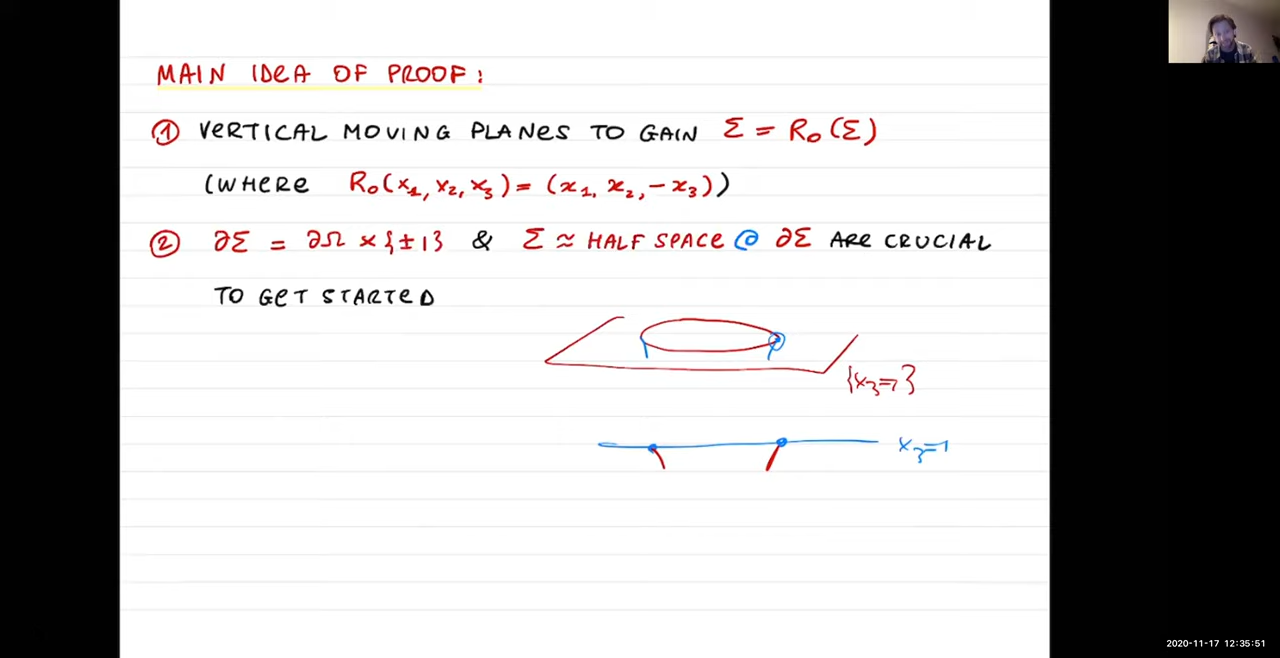 MAIN IDEA OF PROOF:
① VERTICAL MOVING PLANES TO GAIN Σ = R₀(Σ)
(WHERE R₀(x₁, x₂, x₃) = (x₁, x₂, -x₃))
② ∂Σ = ∂Ω × {±1} & Σ ≈ HALF SPACE @ ∂Σ ARE CRUCIAL
TO GET STARTED
{x₃=1}
x₃=1
2020-11-17 12:35:51